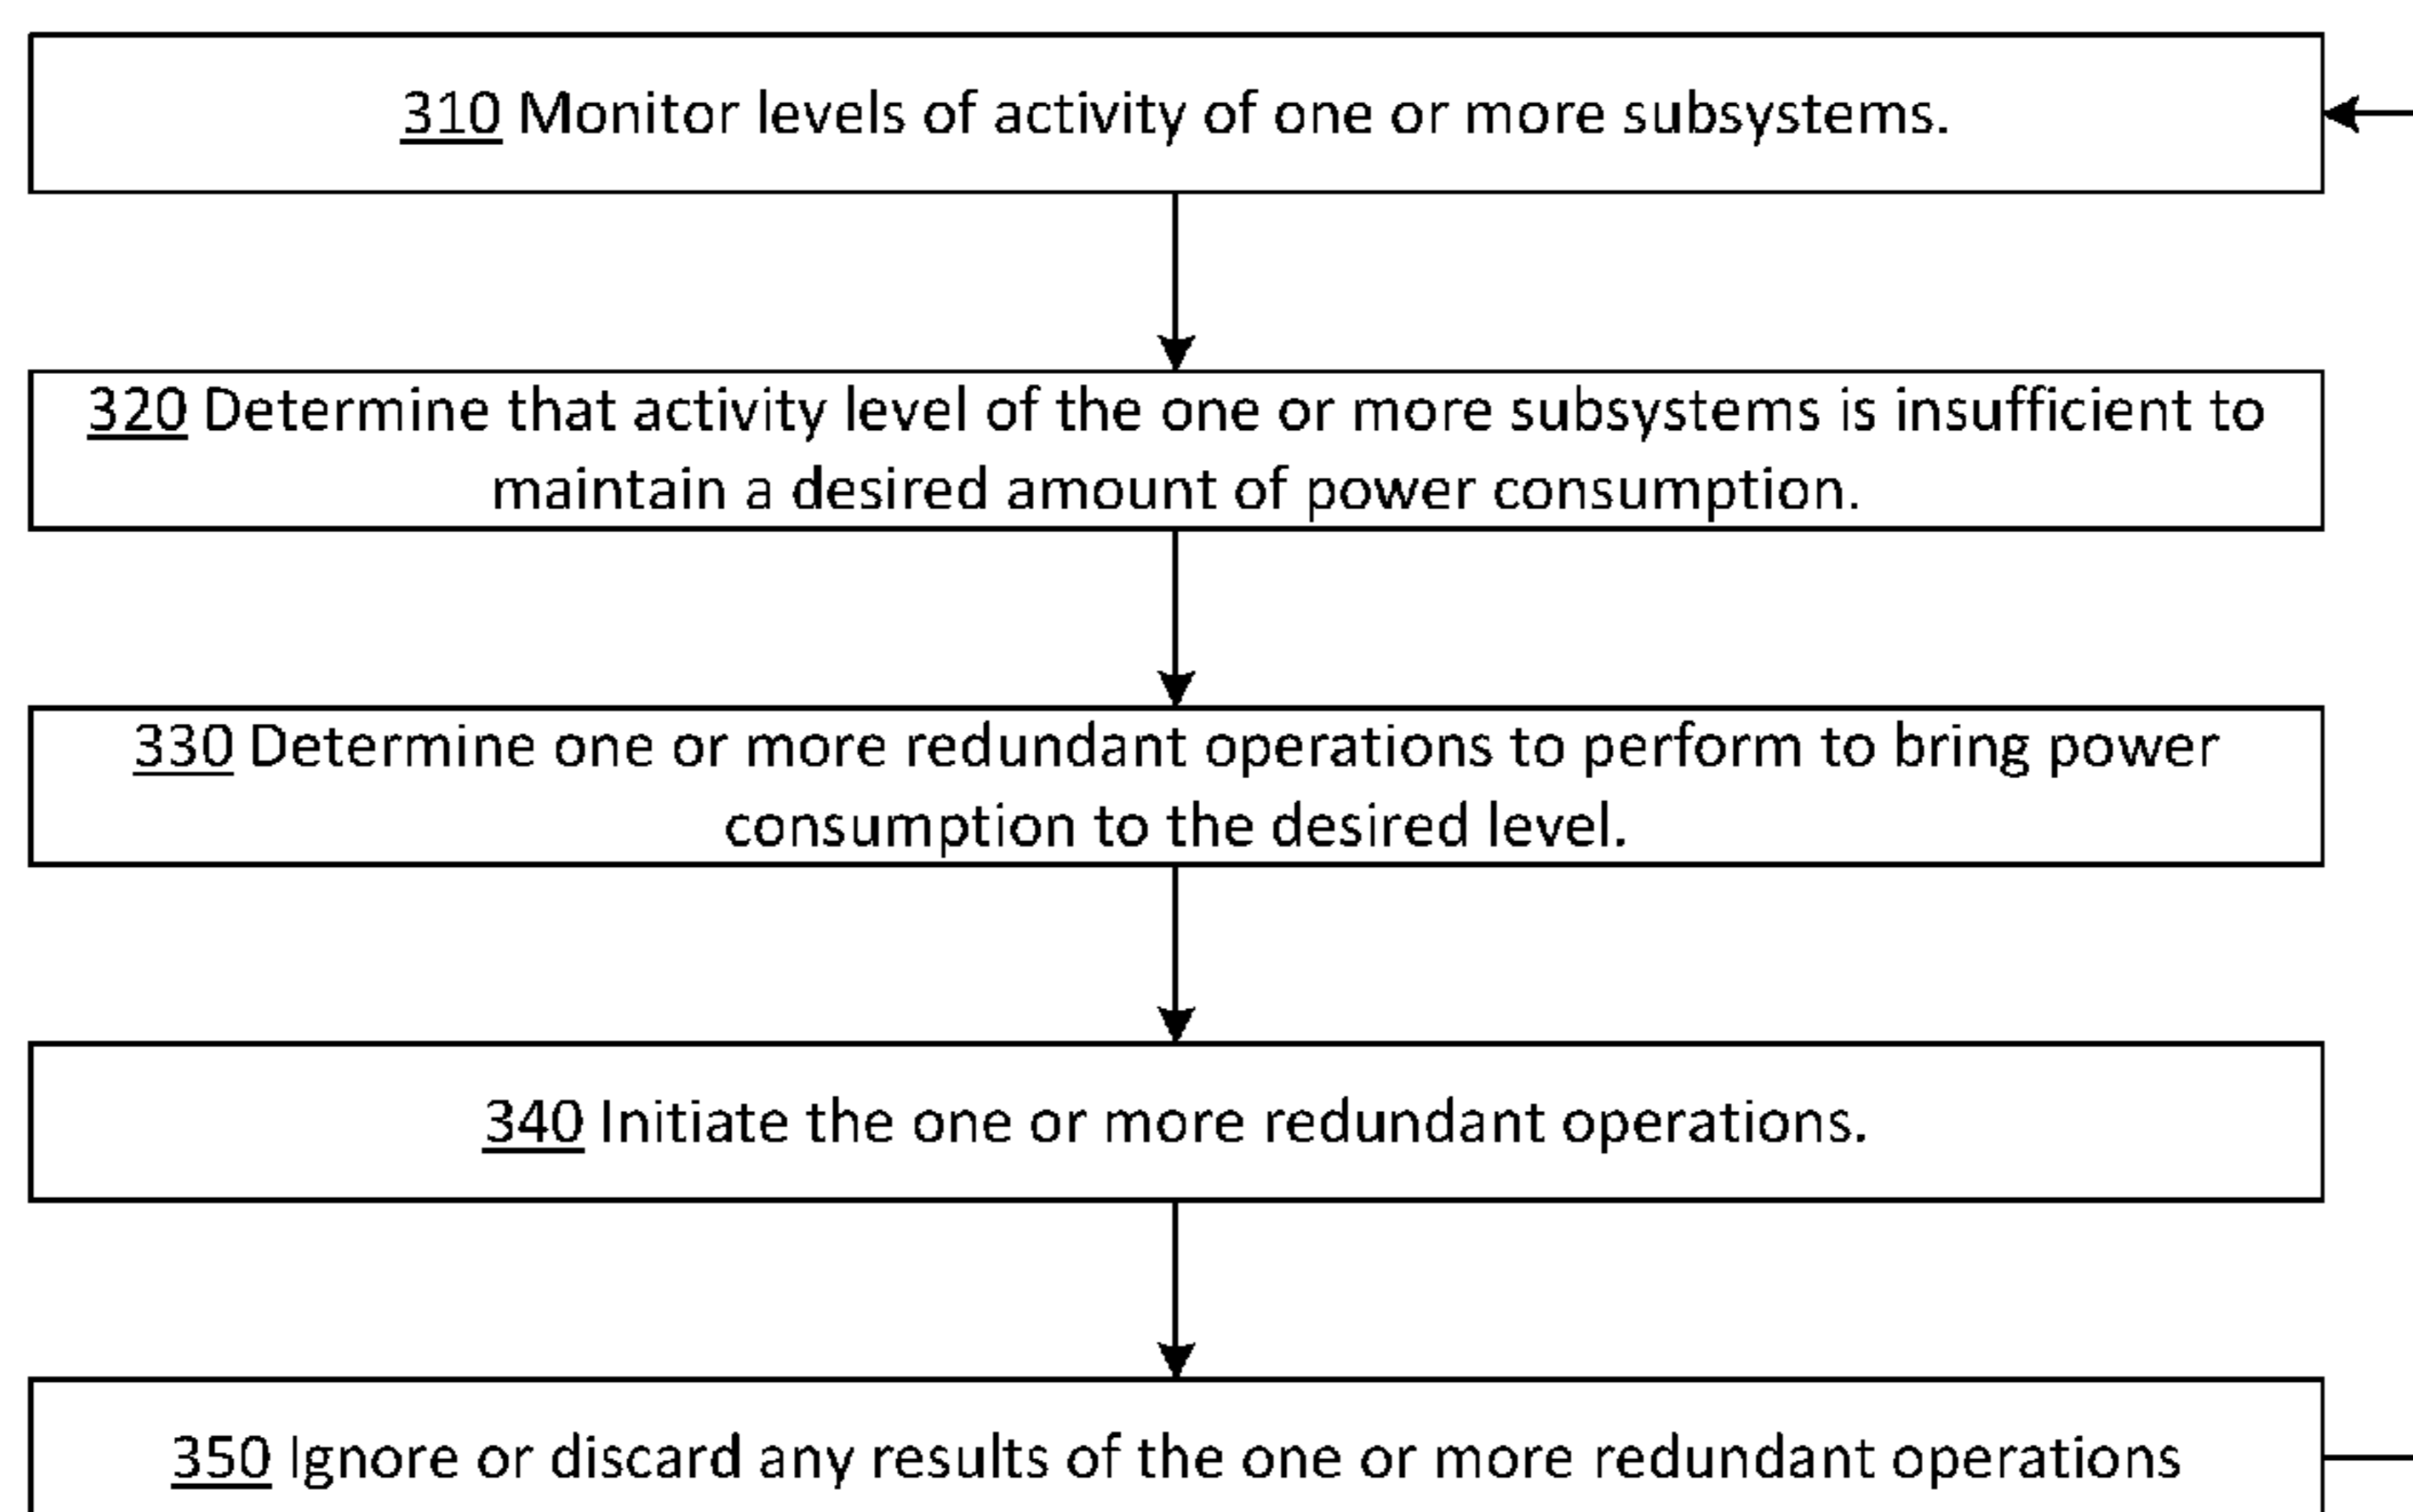 310 Monitor levels of activity of one or more subsystems.
320 Determine that activity level of the one or more subsystems is insufficient to
maintain a desired amount of power consumption.
330 Determine one or more redundant operations to perform to bring power
consumption to the desired level.
340 Initiate the one or more redundant operations.
350 Ignore or discard any results of the one or more redundant operations